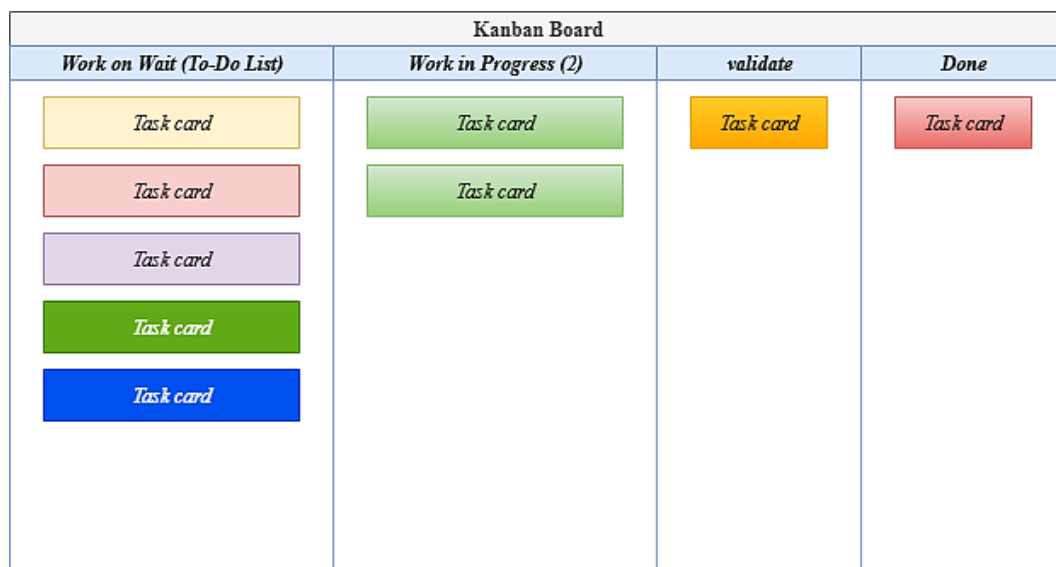 Kanban Board
Work on Wait (To-Do List)
Work in Progress (2)
validate
Done
Task card
Task card
Task card
Task card
Task card
Task card
Task card
Task card
Task card